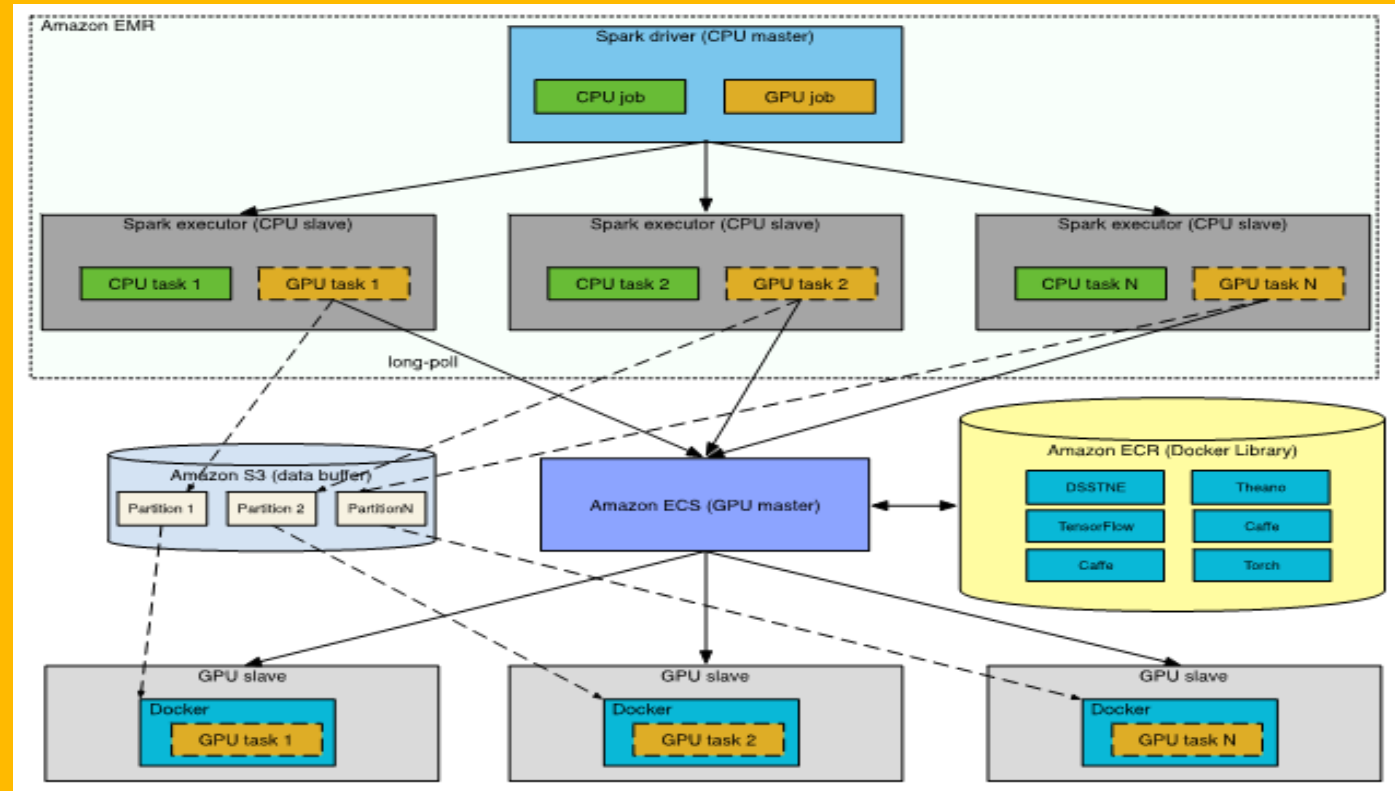 Amazon EMR
Spark driver (CPU master)
CPU job
GPU job
Spark executor (CPU slave)
Spark executor (CPU slave)
Spark executor (CPU slave)
CPU task 1
GPU task 1
CPU task 2
GPU task 2
CPU task N
GPU task N
long-poll
Amazon S3 (data buffer)
Partition 1
Partition 2
PartitionN
Amazon ECS (GPU master)
Amazon ECR (Docker Library)
DSSTNE
Theano
TensorFlow
Caffe
Caffe
Torch
GPU slave
GPU slave
GPU slave
Docker
Docker
Docker
GPU task 1
GPU task 2
GPU task N